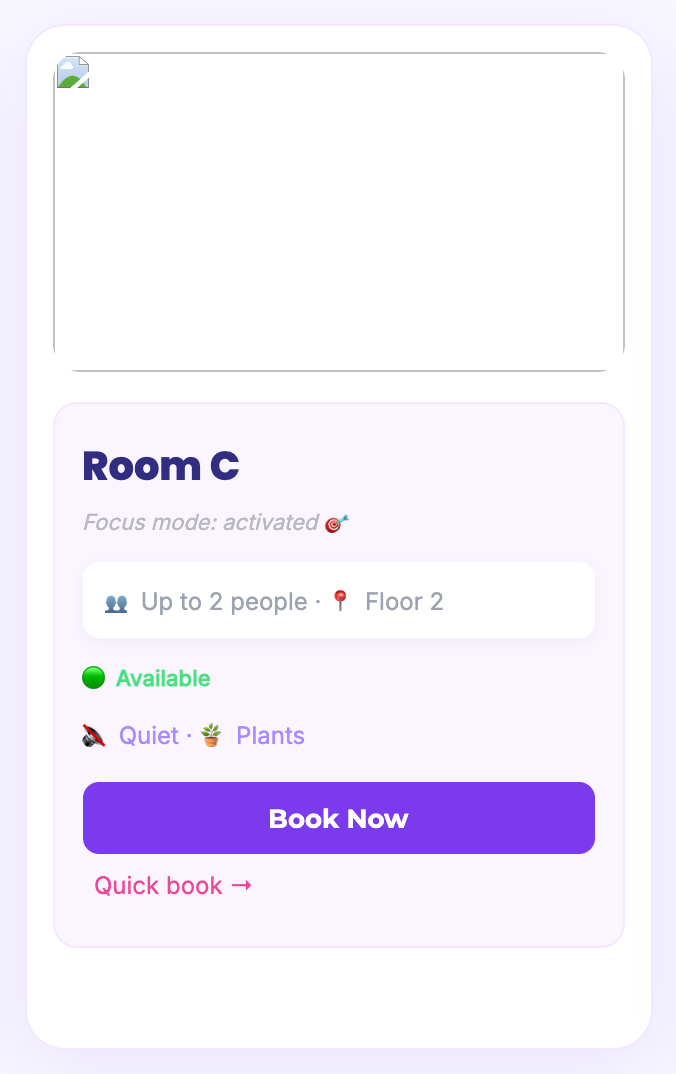 Room C
Focus mode: activated 🎯
👥 Up to 2 people · 📍 Floor 2
🟢 Available
🔇 Quiet · 🪴 Plants
Book Now
Quick book →